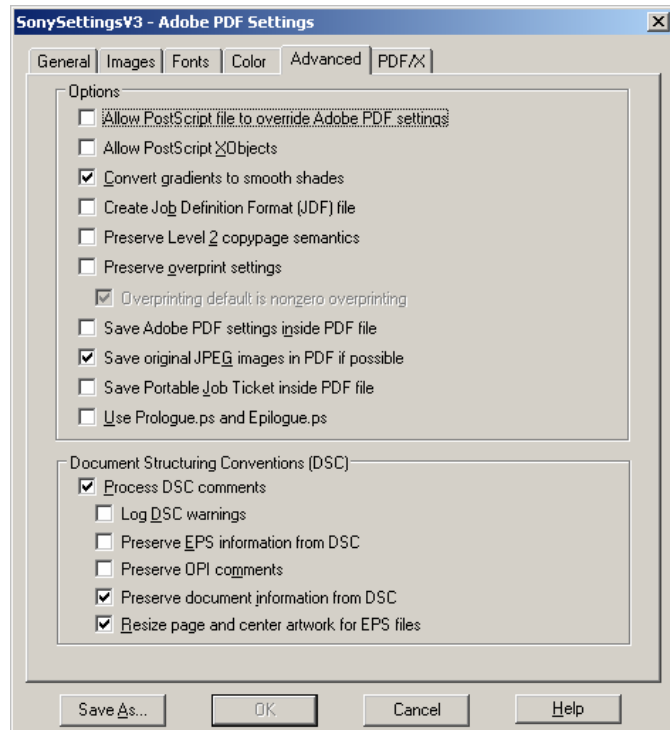 SonySettingsV3 - Adobe PDF Settings
General Images Fonts Color Advanced PDF/X
Options
Allow PostScript file to override Adobe PDF settings
Allow PostScript XObjects
Convert gradients to smooth shades
Create Job Definition Format (JDF) file
Preserve Level 2 copypage semantics
Preserve overprint settings
Overprinting default is nonzero overprinting
Save Adobe PDF settings inside PDF file
Save original JPEG images in PDF if possible
Save Portable Job Ticket inside PDF file
Use Prologue.ps and Epilogue.ps
Document Structuring Conventions (DSC)
Process DSC comments
Log DSC warnings
Preserve EPS information from DSC
Preserve OPI comments
Preserve document information from DSC
Resize page and center artwork for EPS files
Save As... OK Cancel Help